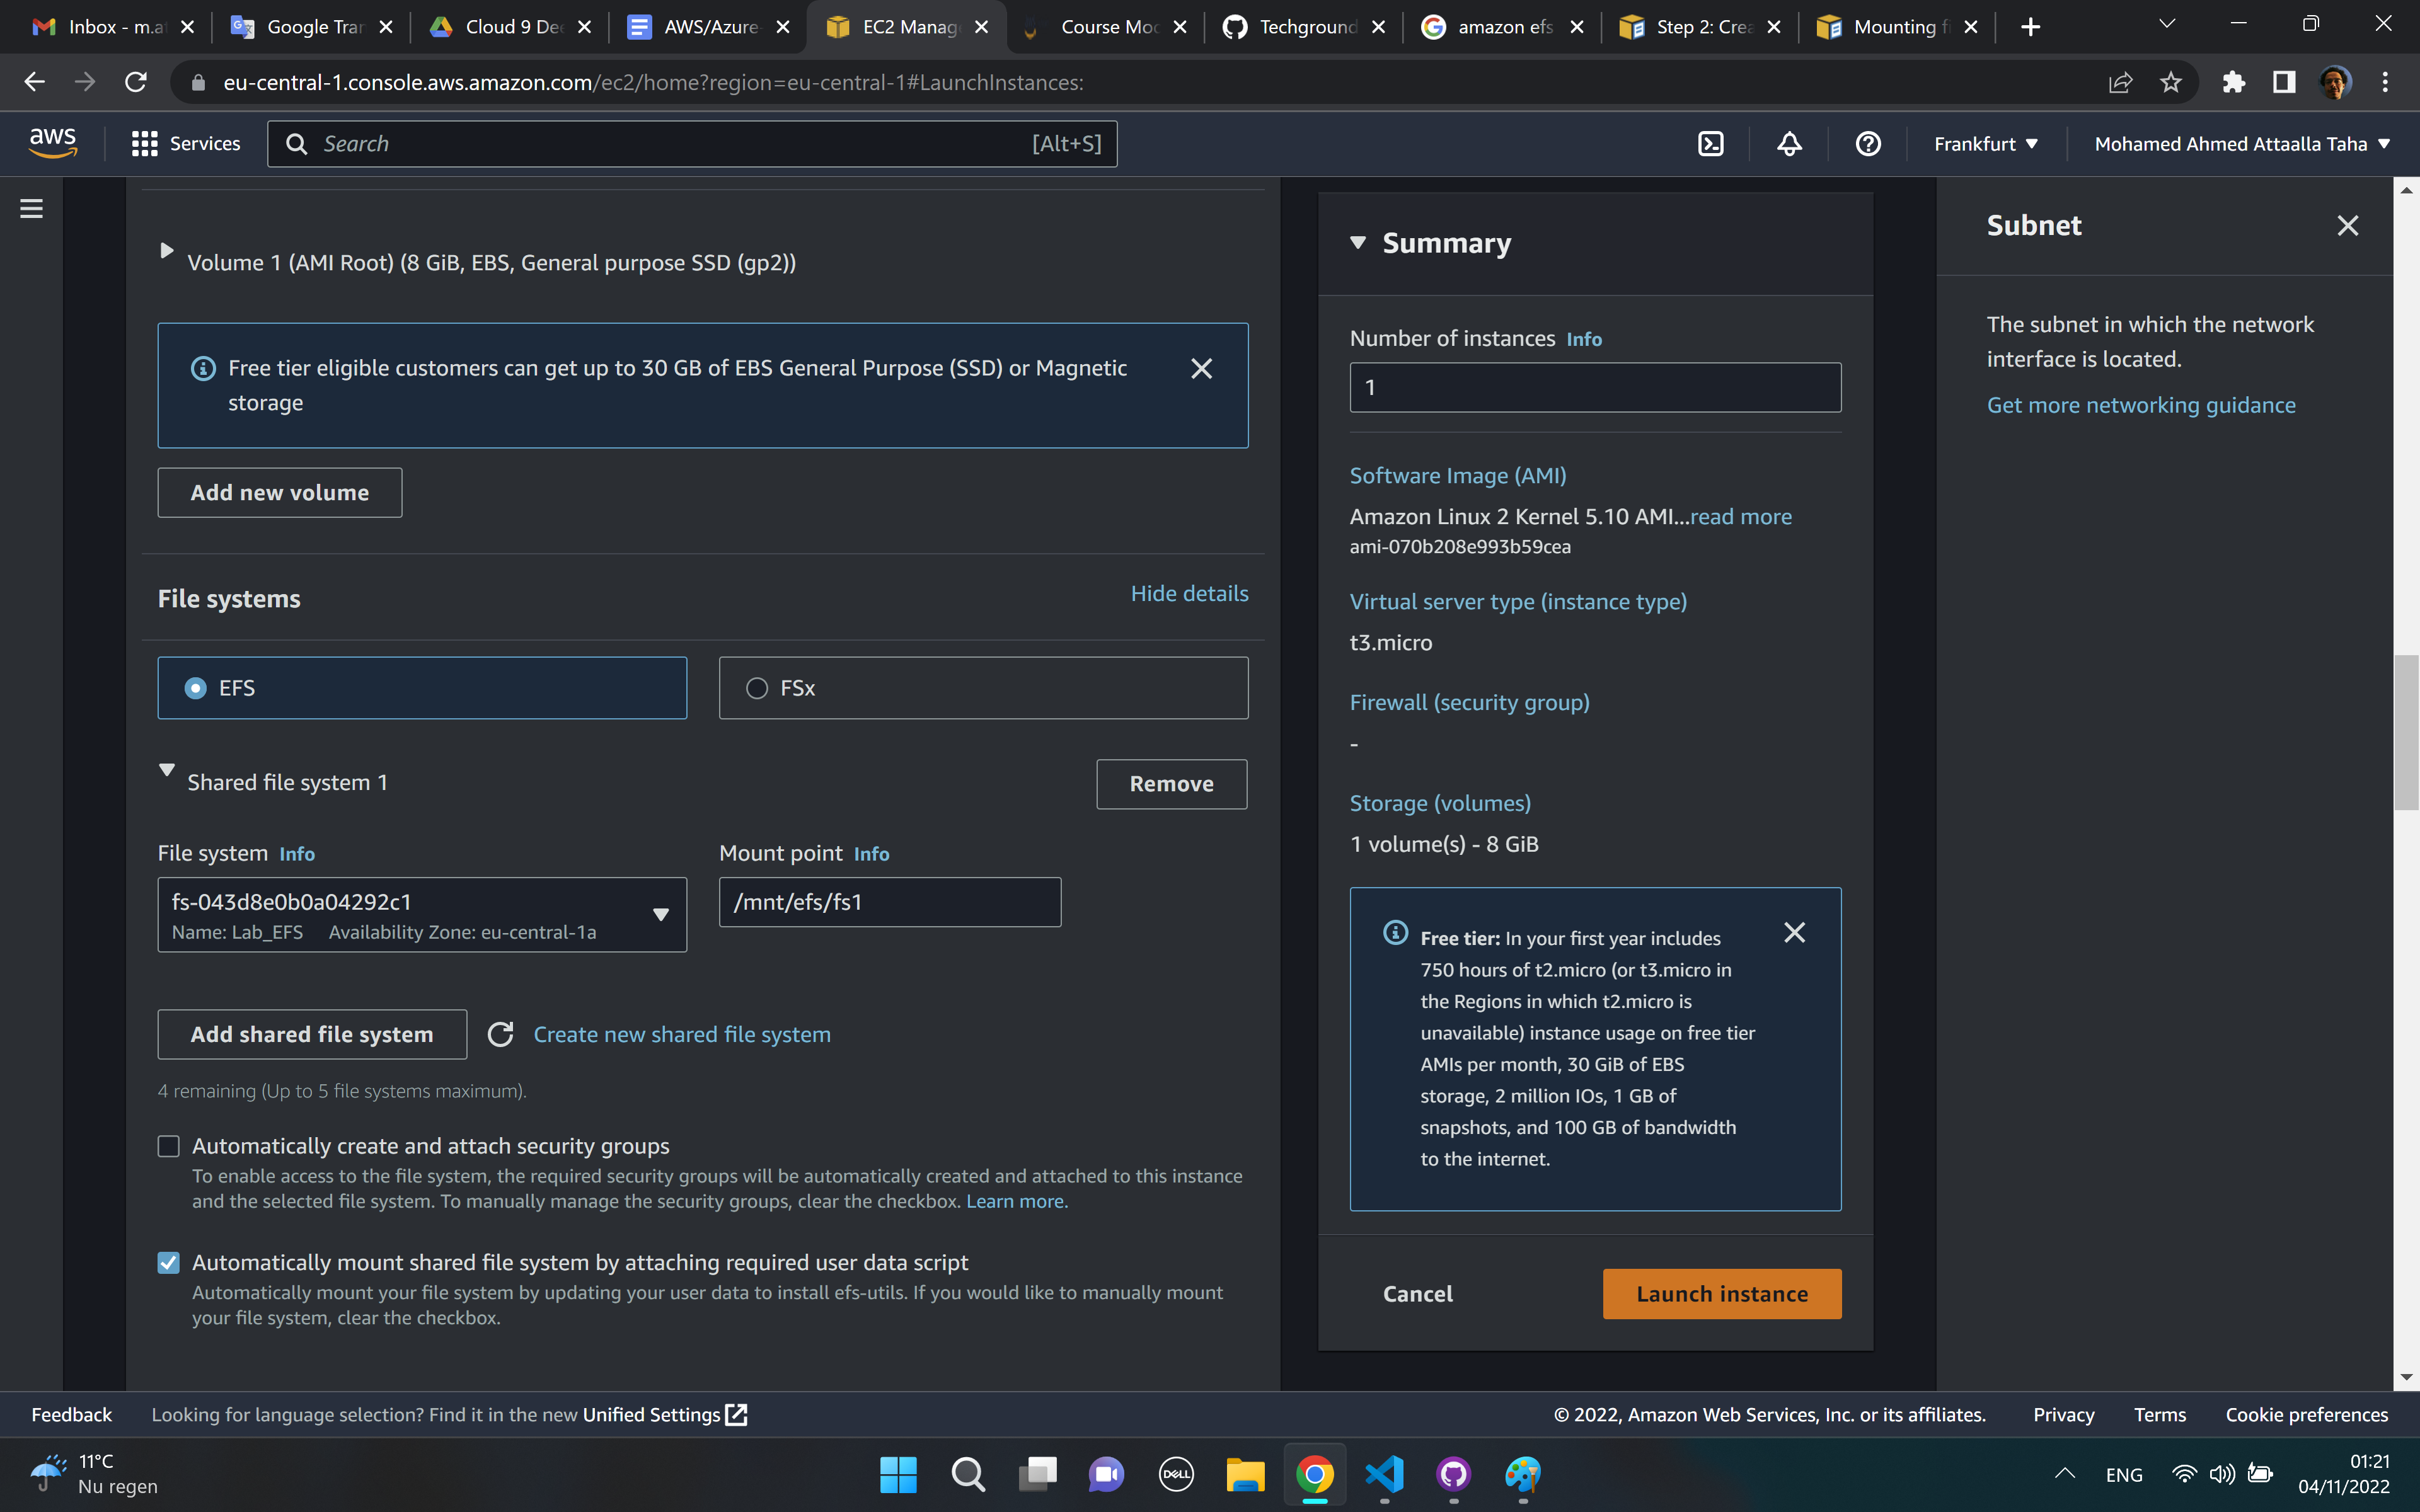 Inbox - m.at
Google Tran
Cloud 9 Dee
AWS/Azure-
EC2 Manage
Course Mod
Techground
amazon efs
Step 2: Crea
Mounting fi
eu-central-1.console.aws.amazon.com/ec2/home?region=eu-central-1#LaunchInstances:
aws
Services
Search
[Alt+S]
Frankfurt
Mohamed Ahmed Attaalla Taha
Volume 1 (AMI Root) (8 GiB, EBS, General purpose SSD (gp2))
Free tier eligible customers can get up to 30 GB of EBS General Purpose (SSD) or Magnetic
storage
Add new volume
File systems
Hide details
EFS
FSx
Shared file system 1
Remove
File system Info
Mount point Info
fs-043d8e0b0a04292c1
Name: Lab_EFS Availability Zone: eu-central-1a
/mnt/efs/fs1
Add shared file system
Create new shared file system
4 remaining (Up to 5 file systems maximum).
Automatically create and attach security groups
To enable access to the file system, the required security groups will be automatically created and attached to this instance
and the selected file system. To manually manage the security groups, clear the checkbox. Learn more.
Automatically mount shared file system by attaching required user data script
Automatically mount your file system by updating your user data to install efs-utils. If you would like to manually mount
your file system, clear the checkbox.
Summary
Number of instances Info
1
Software Image (AMI)
Amazon Linux 2 Kernel 5.10 AMI...read more
ami-070b208e993b59cea
Virtual server type (instance type)
t3.micro
Firewall (security group)
-
Storage (volumes)
1 volume(s) - 8 GiB
Free tier: In your first year includes
750 hours of t2.micro (or t3.micro in
the Regions in which t2.micro is
unavailable) instance usage on free tier
AMIs per month, 30 GiB of EBS
storage, 2 million IOs, 1 GB of
snapshots, and 100 GB of bandwidth
to the internet.
Cancel
Launch instance
Subnet
The subnet in which the network
interface is located.
Get more networking guidance
Feedback
Looking for language selection? Find it in the new Unified Settings
© 2022, Amazon Web Services, Inc. or its affiliates.
Privacy
Terms
Cookie preferences
11°C
Nu regen
DELL
ENG
01:21
04/11/2022